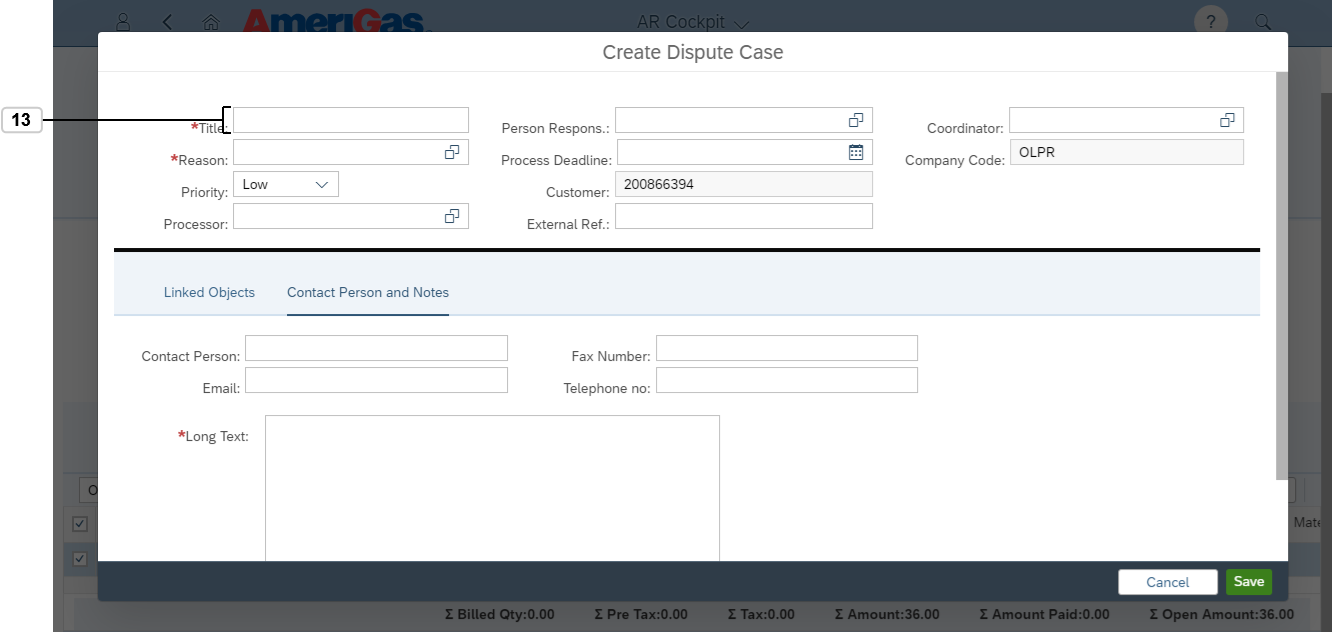 AmeriGas
AR Cockpit
?
Create Dispute Case
13
*Title:
Person Respons.:
Coordinator:
*Reason:
Process Deadline:
Company Code: OLPR
Priority: Low
Customer: 200866394
Processor:
External Ref.:
Linked Objects
Contact Person and Notes
Contact Person:
Fax Number:
Email:
Telephone no:
*Long Text:
Cancel
Save
Σ Billed Qty:0.00 Σ Pre Tax:0.00 Σ Tax:0.00 Σ Amount:36.00 Σ Amount Paid:0.00 Σ Open Amount:36.00